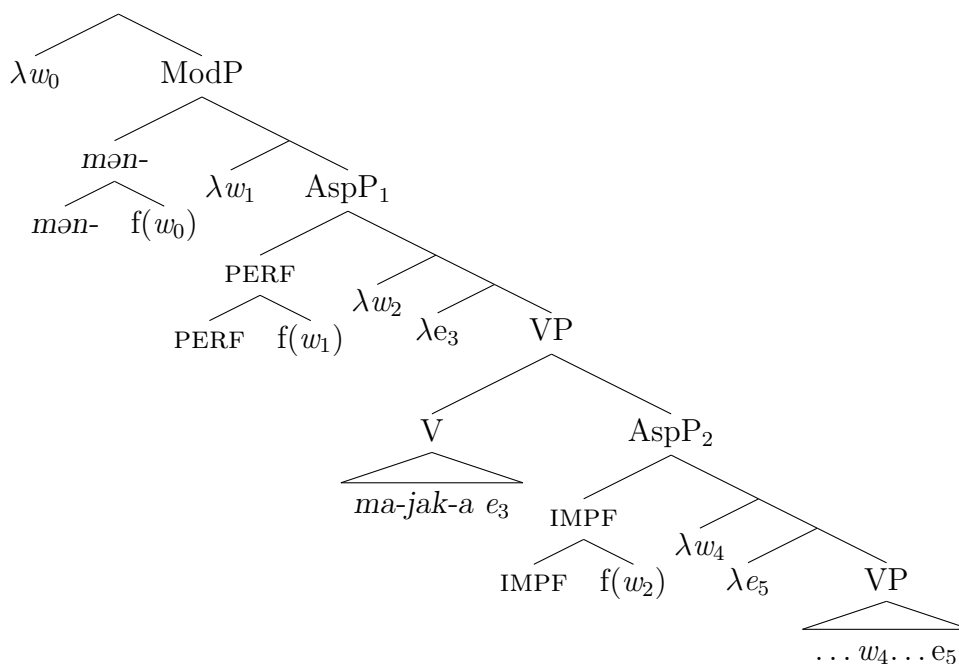 λw₀ ModP
mən-
mən- f(w₀)
λw₁ AspP₁
PERF
PERF f(w₁)
λw₂
λe₃ VP
V AspP₂
ma-jak-a e₃
IMPF
IMPF f(w₂)
λw₄
λe₅ VP
…w₄…e₅